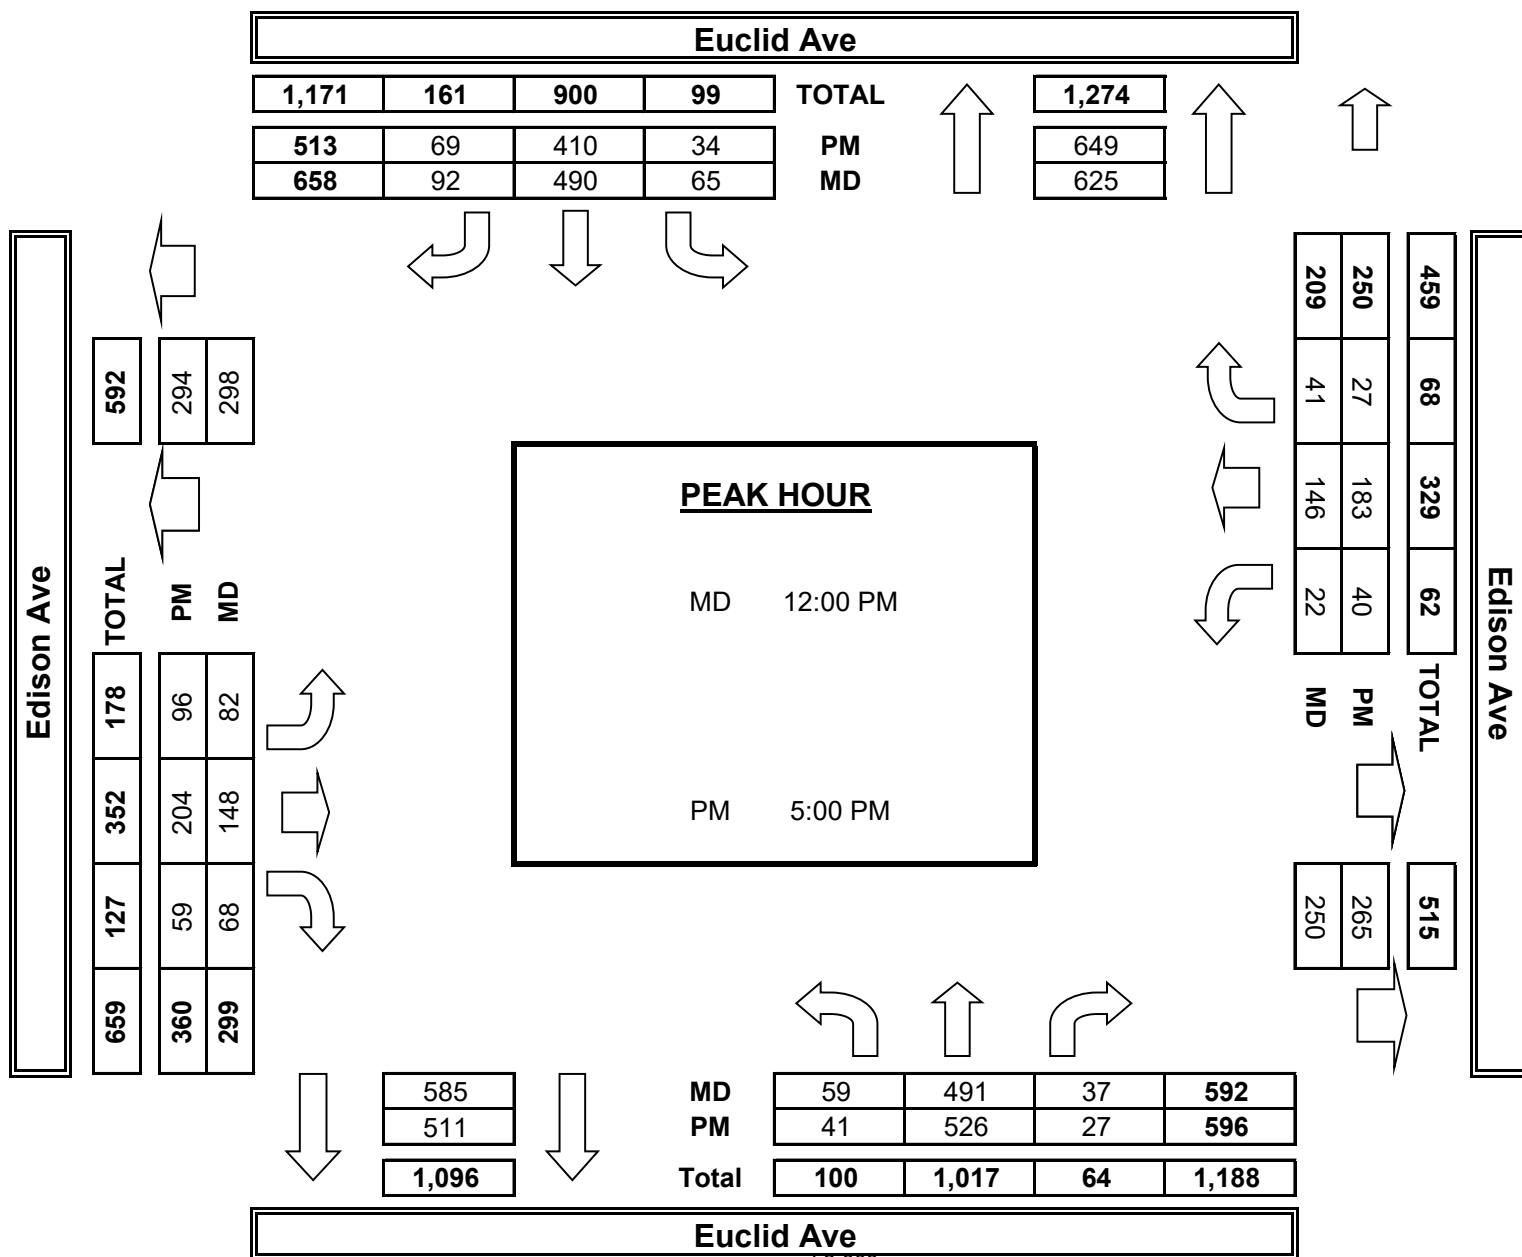 Euclid Ave
1,171 161 900 99 TOTAL 1,274
513 69 410 34 PM 649
658 92 490 65 MD 625
Edison Ave
592 294 298
TOTAL PM MD
178 96 82
352 204 148
127 59 68
659 360 299
PEAK HOUR
MD 12:00 PM
PM 5:00 PM
209 250 459
41 27 68
146 183 329
22 40 62
MD PM TOTAL
250 265 515
Edison Ave
585 MD 59 491 37 592
511 PM 41 526 27 596
1,096 Total 100 1,017 64 1,188
Euclid Ave